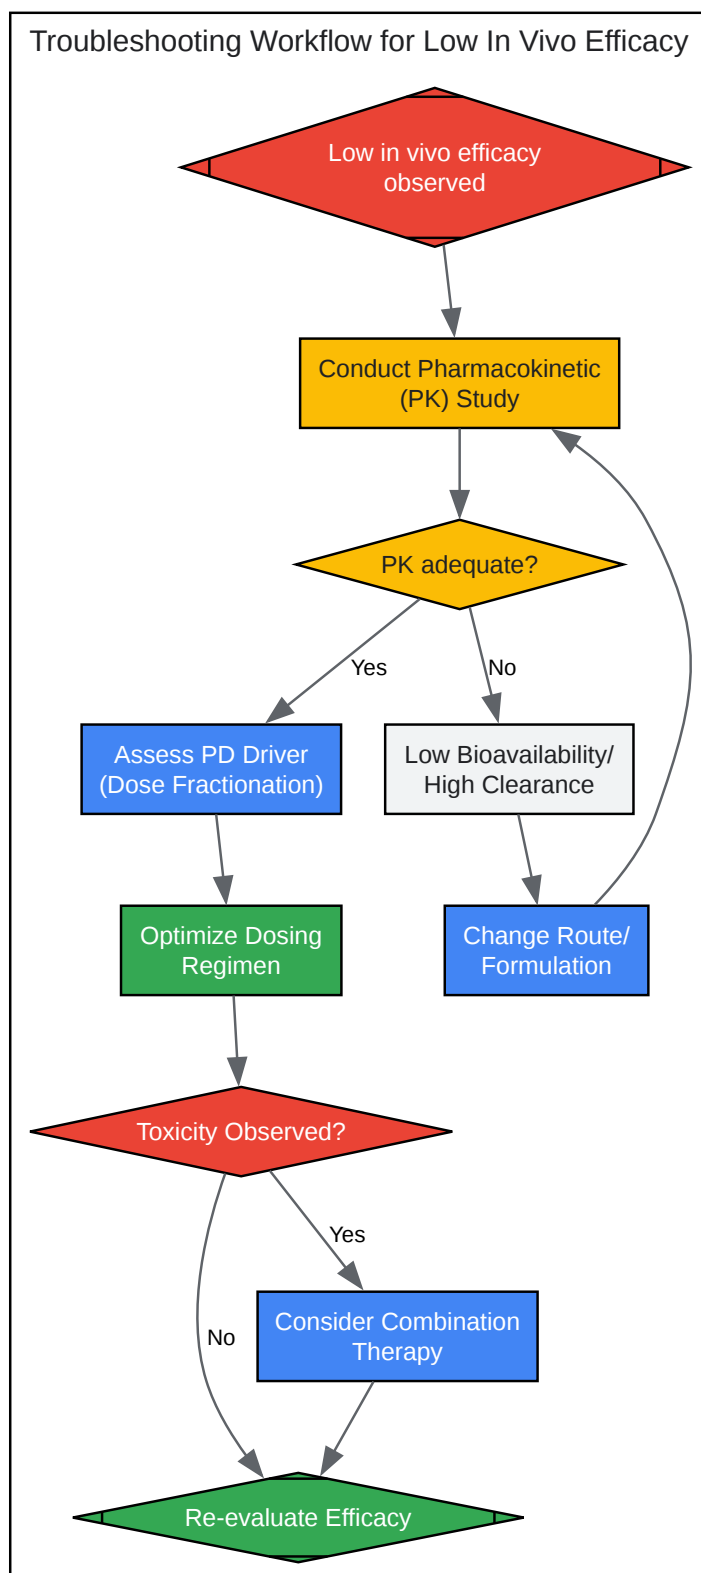 Troubleshooting Workflow for Low In Vivo Efficacy
Low in vivo efficacy
observed
Conduct Pharmacokinetic
(PK) Study
PK adequate?
Yes
No
Assess PD Driver
(Dose Fractionation)
Low Bioavailability/
High Clearance
Optimize Dosing
Regimen
Change Route/
Formulation
Toxicity Observed?
Yes
No
Consider Combination
Therapy
Re-evaluate Efficacy